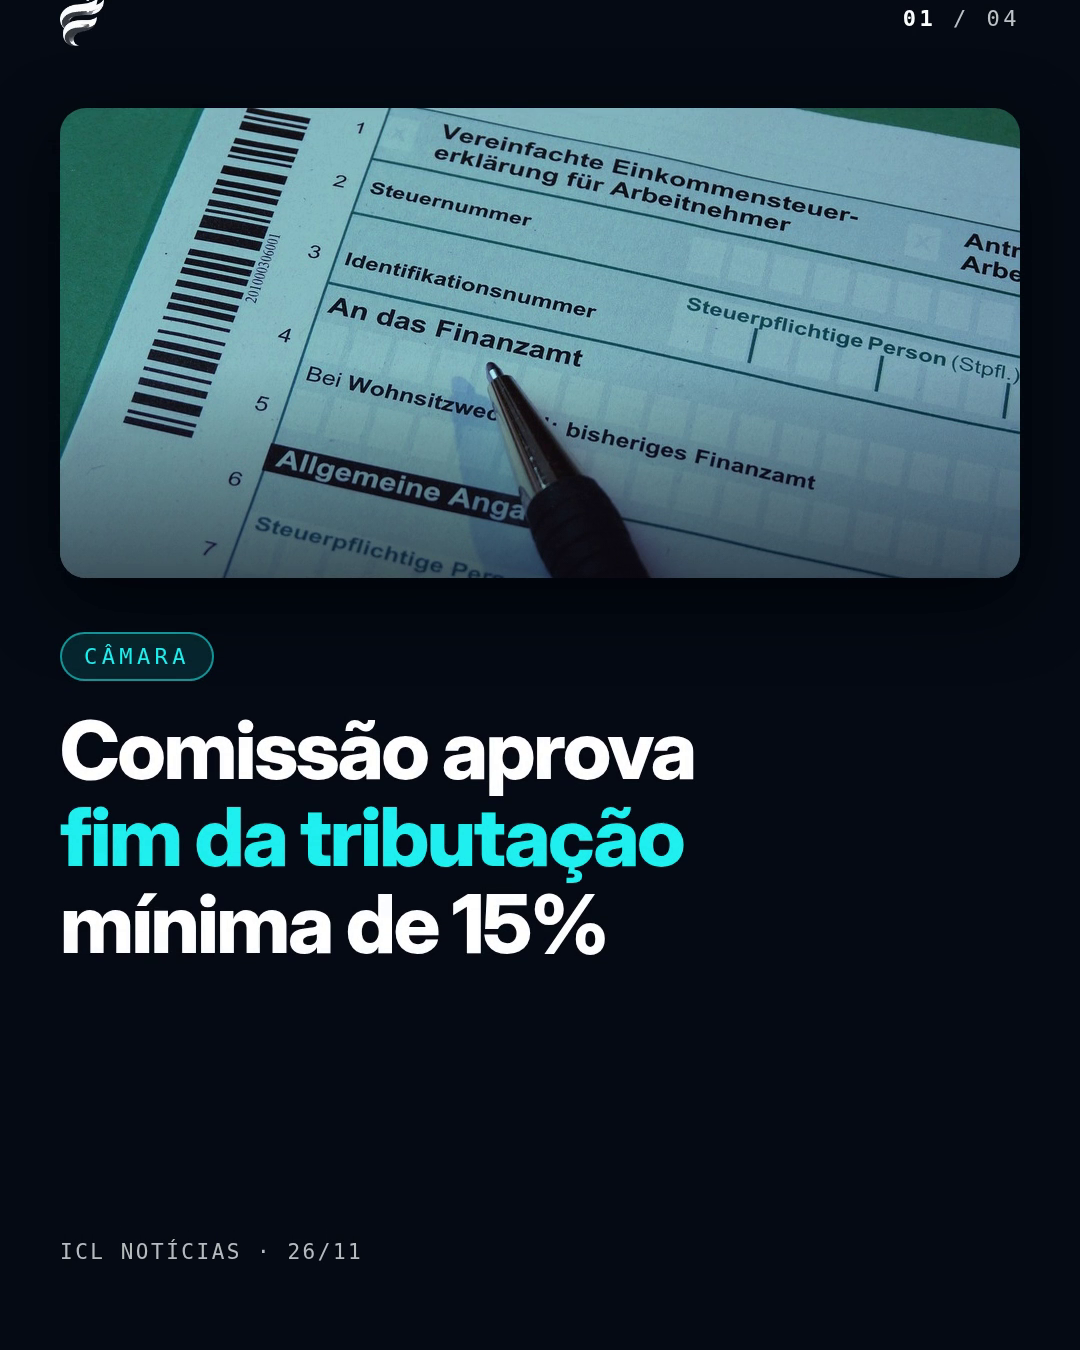 01 / 04
1
Vereinfachte Einkommensteuer-
erklärung für Arbeitnehmer
Antr
Arbe
2
Steuernummer
3
Identifikationsnummer
Steuerpflichtige Person (Stpfl.)
201000306001
4
An das Finanzamt
5
Bei Wohnsitzwec : bisheriges Finanzamt
6
Allgemeine Anga
7
Steuerpflichtige Pers
CÂMARA
Comissão aprova
fim da tributação
mínima de 15%
ICL NOTÍCIAS · 26/11